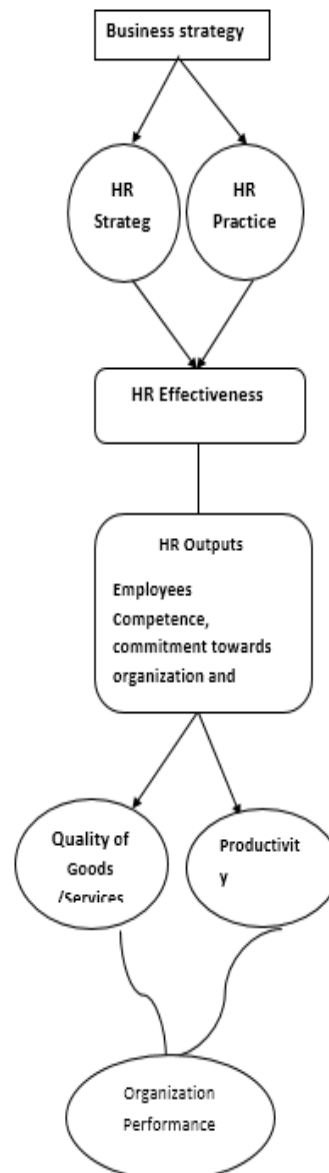 Business strategy
HR
Strateg
HR
Practice
HR Effectiveness
HR Outputs
Employees
Competence,
commitment towards
organization and
Quality of
Goods
/Services
Productivit
y
Organization
Performance